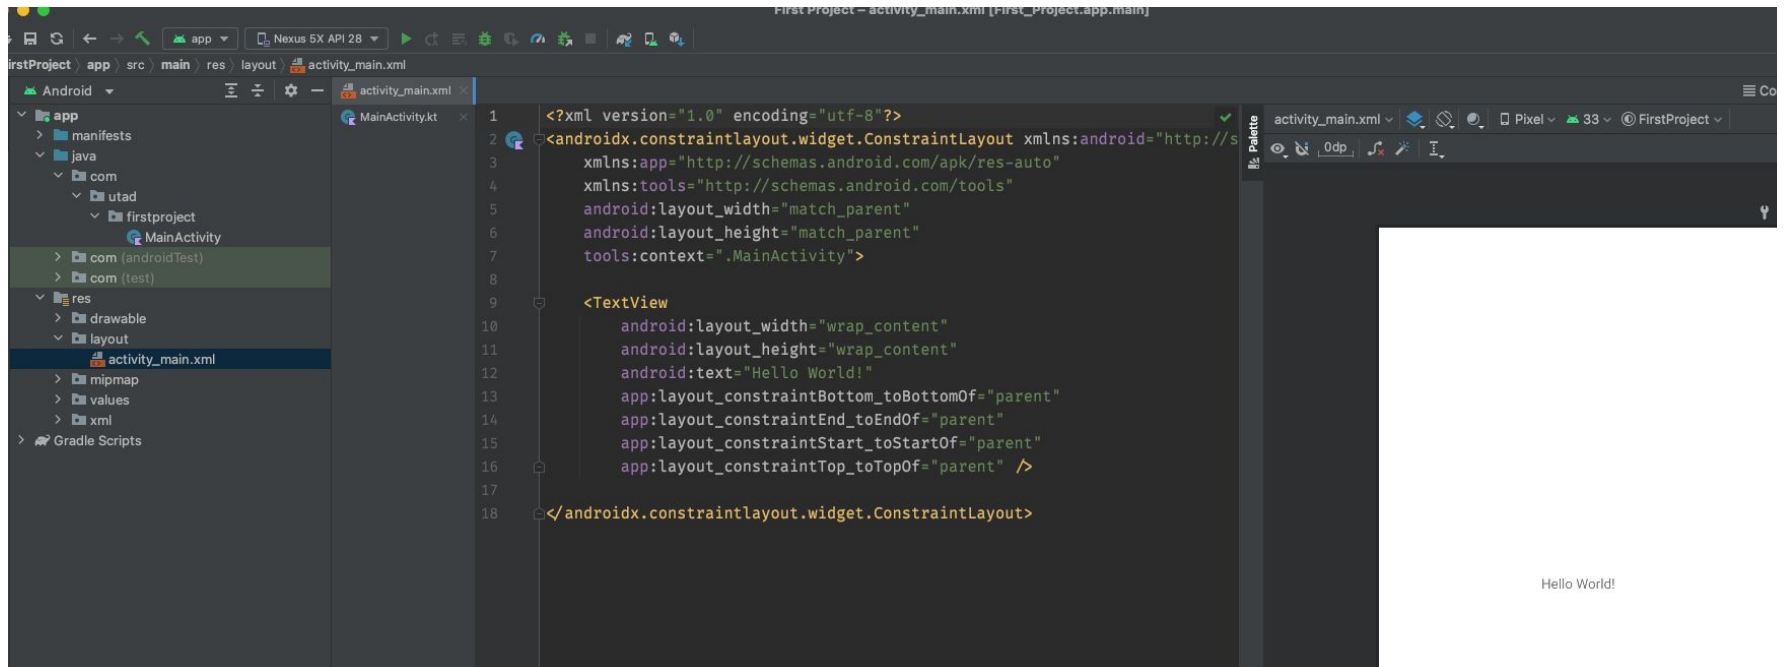 First Project – activity_main.xml [First_Project.app.main]
app Nexus 5X API 28
irstProject app src main res layout activity_main.xml
Android
app
manifests
java
com
utad
firstproject
MainActivity
com (androidTest)
com (test)
res
drawable
layout
activity_main.xml
mipmap
values
xml
Gradle Scripts
activity_main.xml
MainActivity.kt
1 <?xml version="1.0" encoding="utf-8"?>
2 <androidx.constraintlayout.widget.ConstraintLayout xmlns:android="http://s
3 xmlns:app="http://schemas.android.com/apk/res-auto"
4 xmlns:tools="http://schemas.android.com/tools"
5 android:layout_width="match_parent"
6 android:layout_height="match_parent"
7 tools:context=".MainActivity">
8
9 <TextView
10 android:layout_width="wrap_content"
11 android:layout_height="wrap_content"
12 android:text="Hello World!"
13 app:layout_constraintBottom_toBottomOf="parent"
14 app:layout_constraintEnd_toEndOf="parent"
15 app:layout_constraintStart_toStartOf="parent"
16 app:layout_constraintTop_toTopOf="parent" />
17
18 </androidx.constraintlayout.widget.ConstraintLayout>
Palette
Co
activity_main.xml Pixel 33 FirstProject
0dp
Hello World!